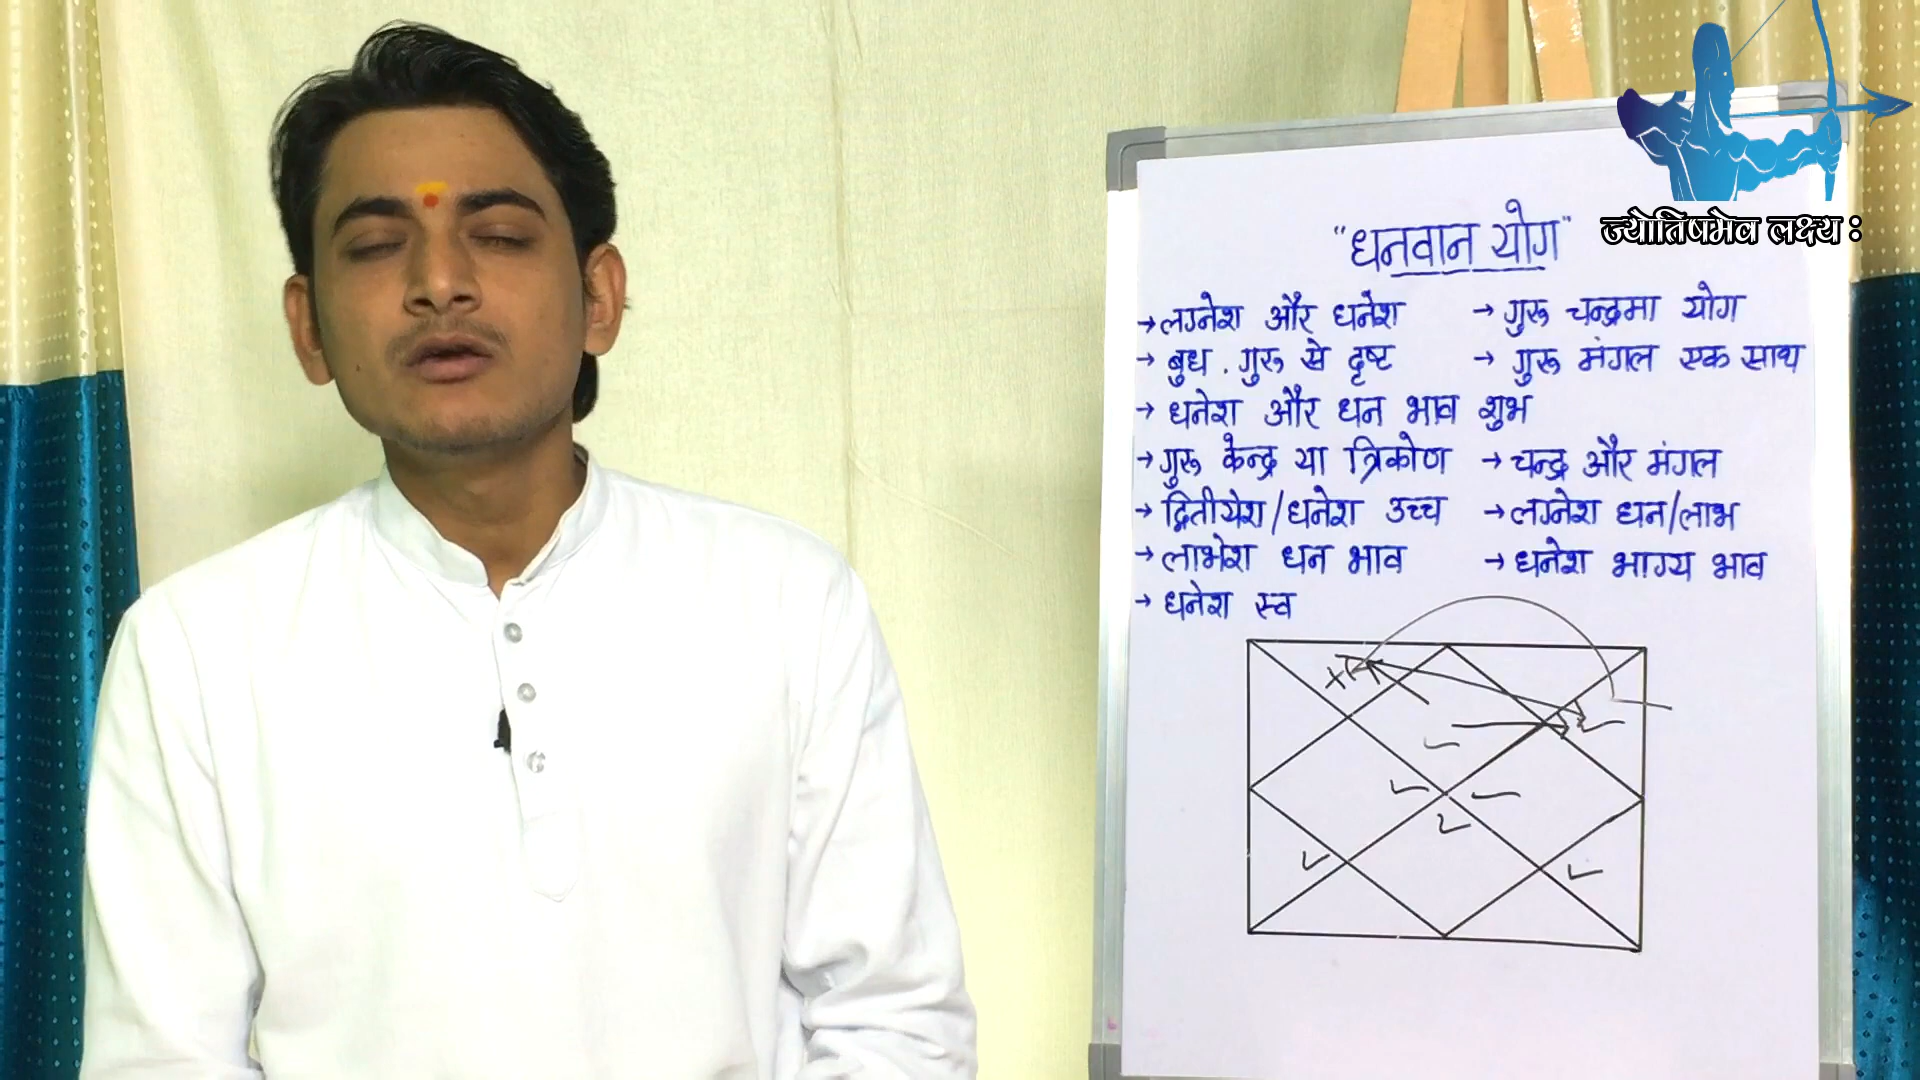 ज्योतिषमेव लक्ष्य :
"धनवान योग"
→ लग्नेश और धनेश → गुरू चन्द्रमा योग
→ बुध . गुरू से दृष्ट → गुरू मंगल एक साथ
→ धनेश और धन भाव शुभ
→ गुरू केन्द्र या त्रिकोण → चन्द्र और मंगल
→ द्वितीयेश/धनेश उच्च → लग्नेश धन/लाभ
→ लाभेश धन भाव → धनेश भाग्य भाव
→ धनेश स्व